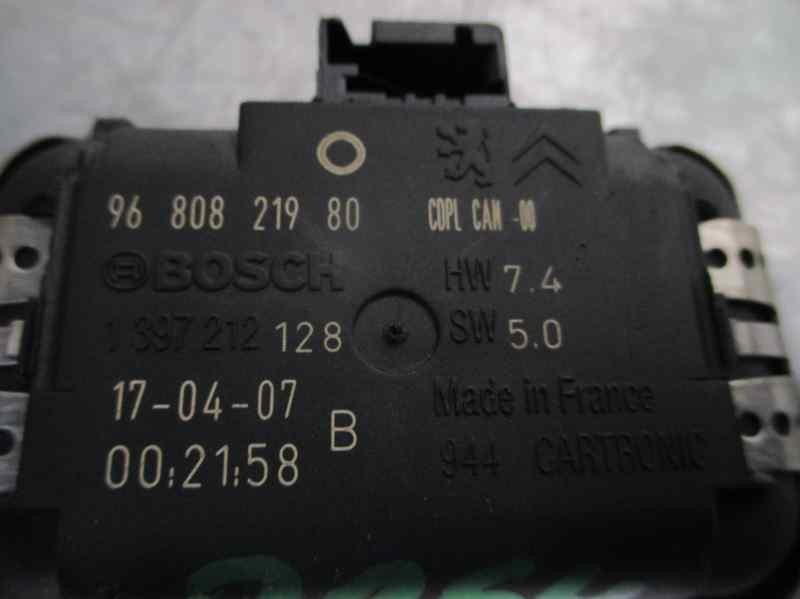 96 808 219 80
CDPL CAN -00
BOSCH
HW 7.4
1 397 212 128
SW 5.0
17-04-07
B
Made in France
00:21:58
944 CARTRONIC